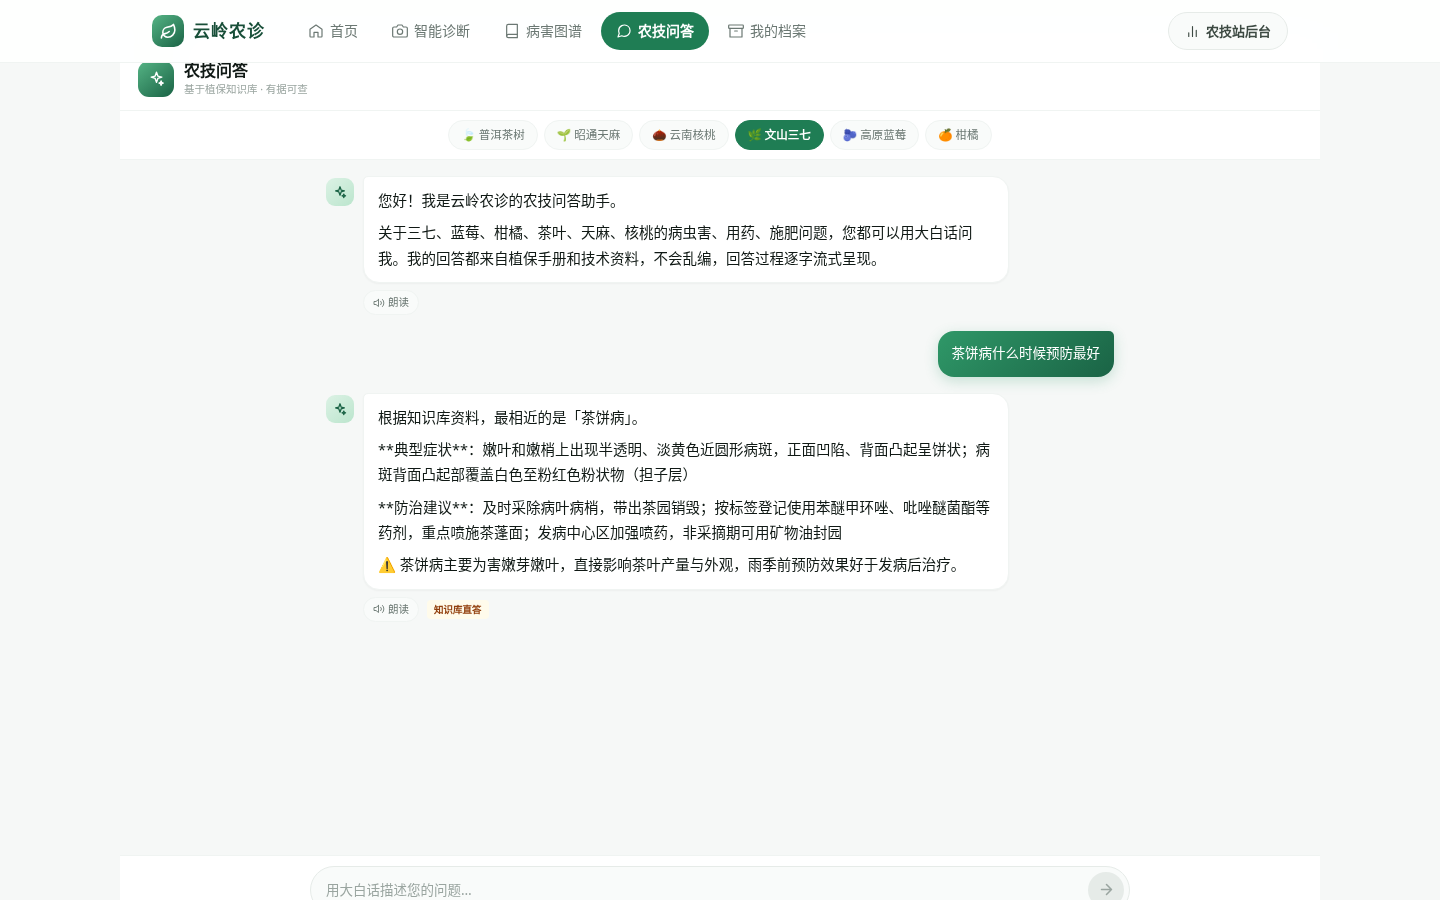 云岭农诊
首页
智能诊断
病害图谱
农技问答
我的档案
农技站后台
农技问答
基于植保知识库 · 有据可查
普洱茶树
昭通天麻
云南核桃
文山三七
高原蓝莓
柑橘
您好！我是云岭农诊的农技问答助手。
关于三七、蓝莓、柑橘、茶叶、天麻、核桃的病虫害、用药、施肥问题，您都可以用大白话问
我。我的回答都来自植保手册和技术资料，不会乱编，回答过程逐字流式呈现。
朗读
茶饼病什么时候预防最好
根据知识库资料，最相近的是「茶饼病」。
**典型症状**：嫩叶和嫩梢上出现半透明、淡黄色近圆形病斑，正面凹陷、背面凸起呈饼状；病
斑背面凸起部覆盖白色至粉红色粉状物（担子层）
**防治建议**：及时采除病叶病梢，带出茶园销毁；按标签登记使用苯醚甲环唑、吡唑醚菌酯等
药剂，重点喷施茶蓬面；发病中心区加强喷药，非采摘期可用矿物油封园
⚠️ 茶饼病主要为害嫩芽嫩叶，直接影响茶叶产量与外观，雨季前预防效果好于发病后治疗。
朗读
知识库直答
用大白话描述您的问题...